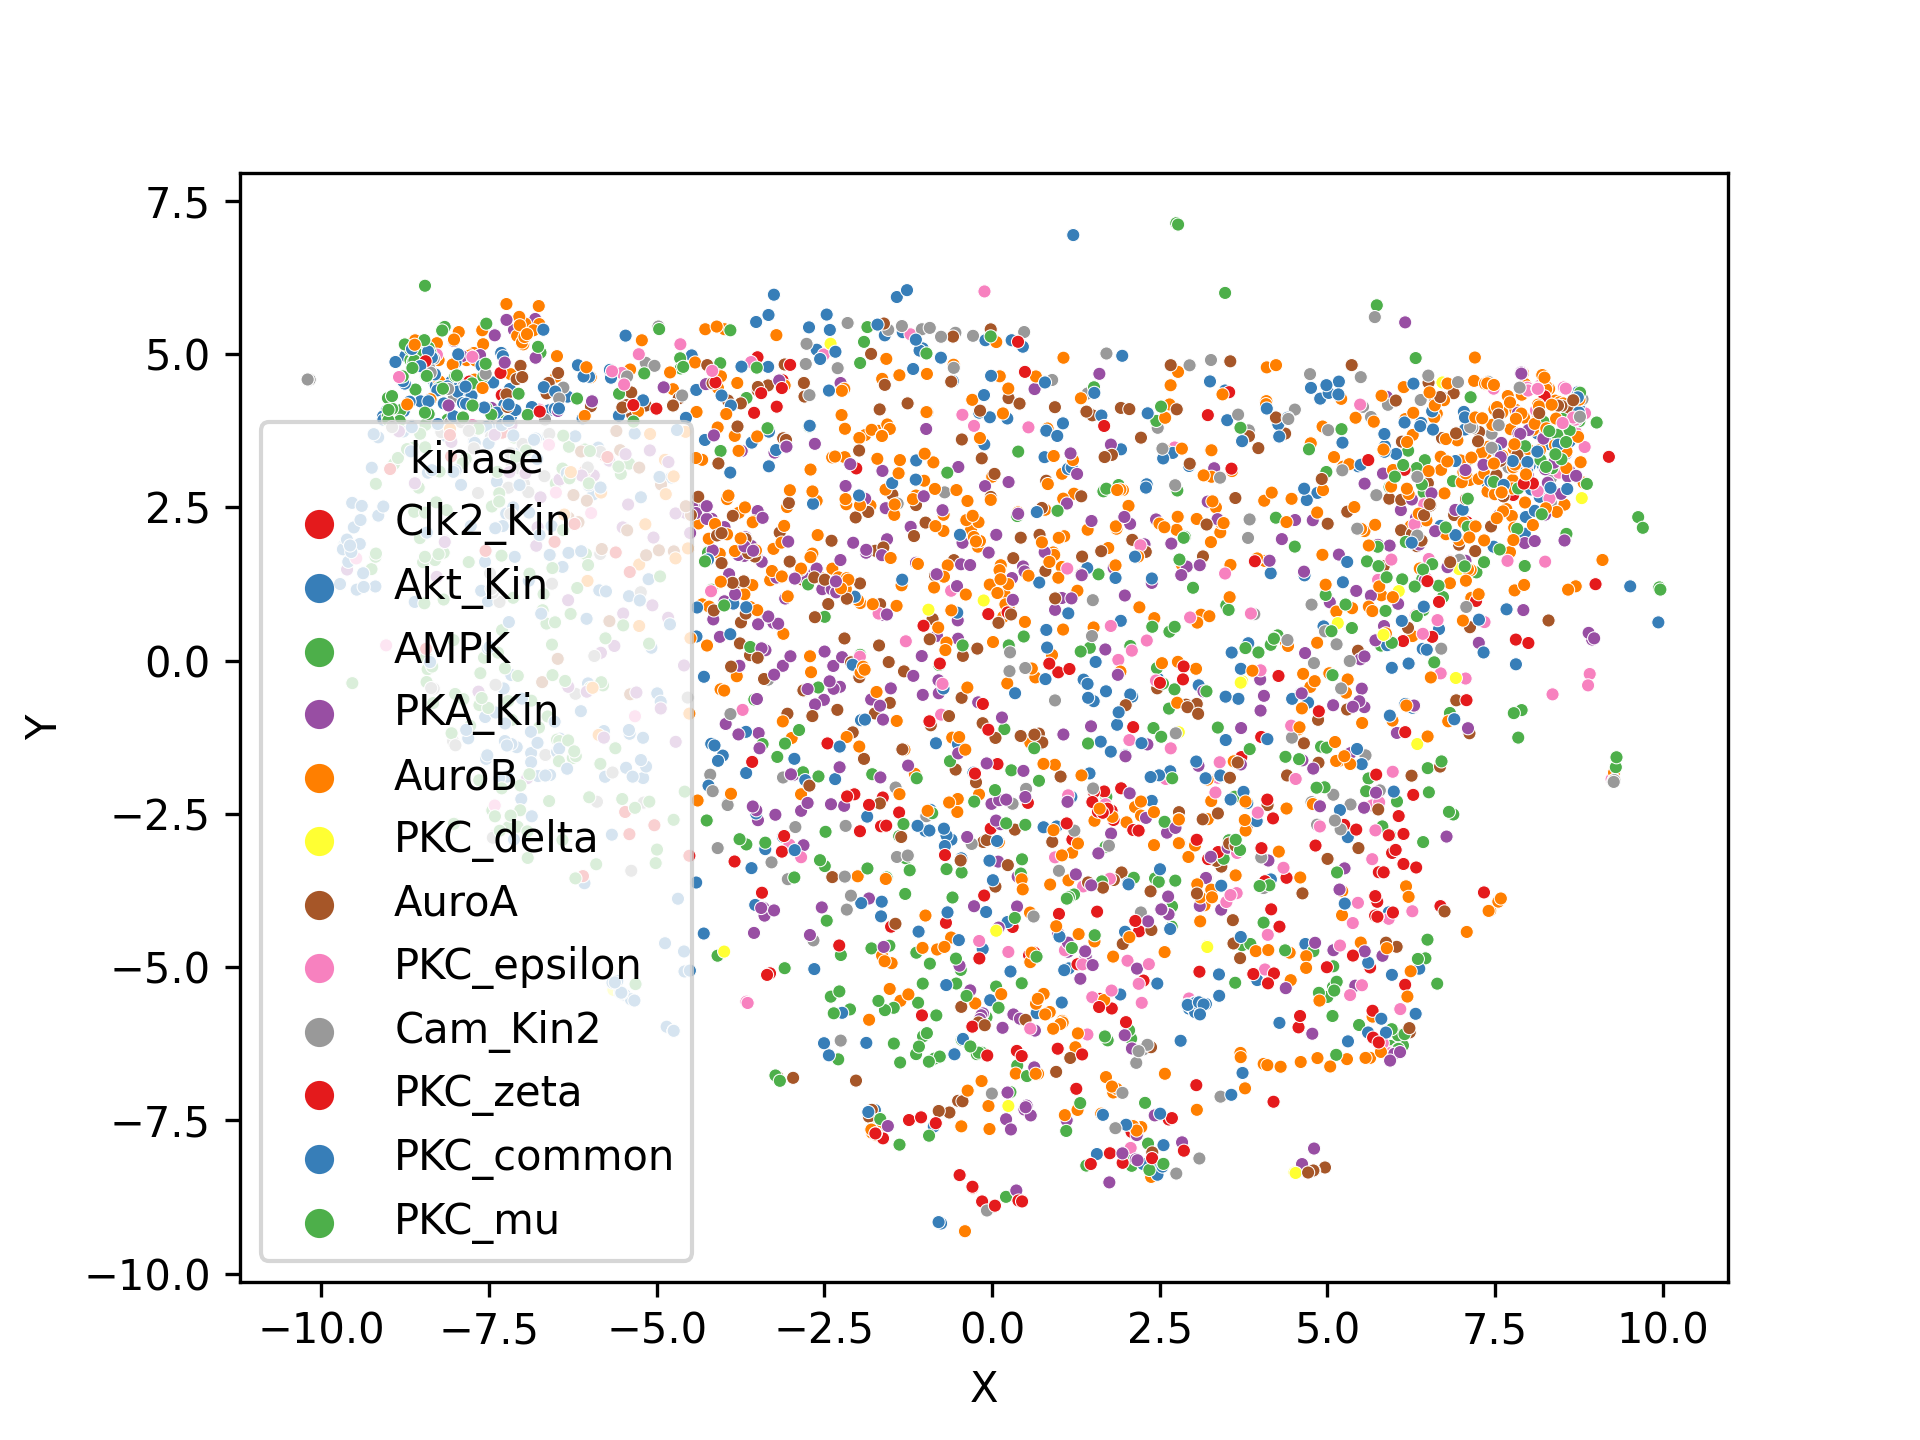 7.5
5.0
2.5
0.0
−2.5
−5.0
−7.5
−10.0
Y
kinase
Clk2_Kin
Akt_Kin
AMPK
PKA_Kin
AuroB
PKC_delta
AuroA
PKC_epsilon
Cam_Kin2
PKC_zeta
PKC_common
PKC_mu
−10.0 −7.5 −5.0 −2.5 0.0 2.5 5.0 7.5 10.0
X